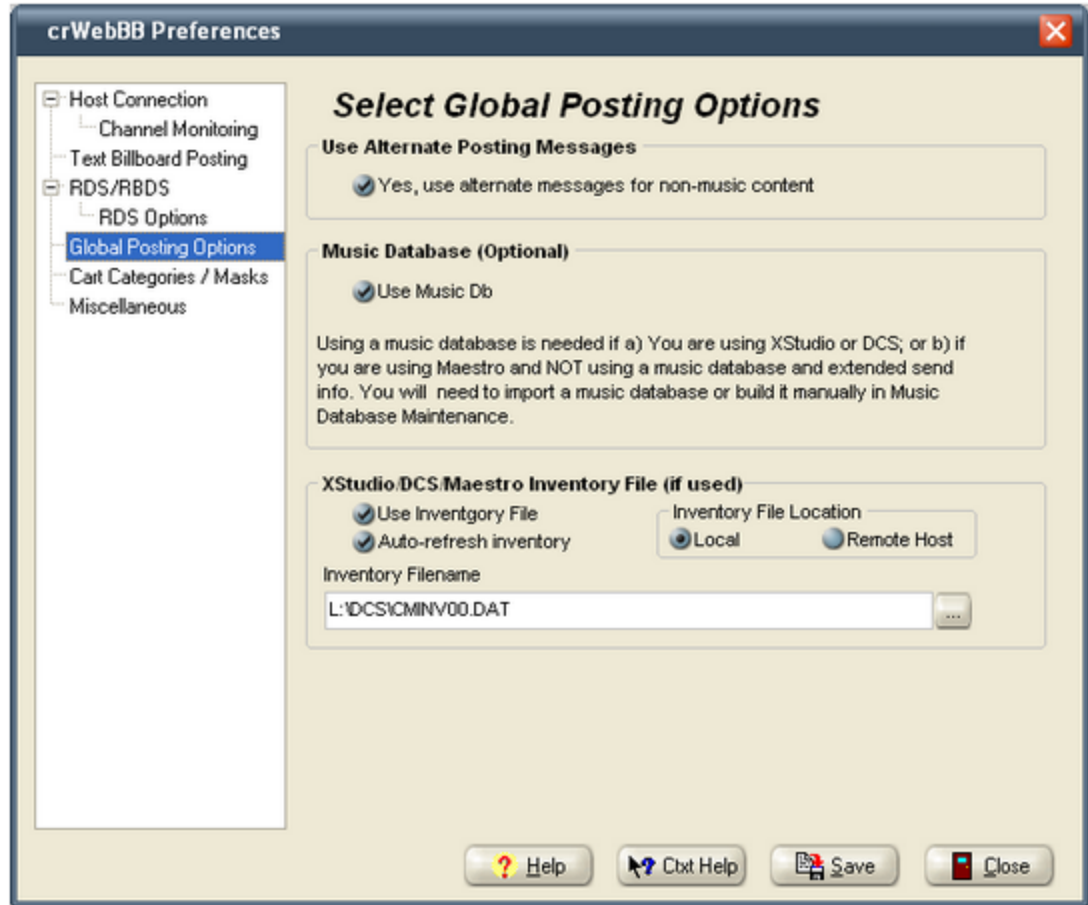 crWebBB Preferences
Host Connection
Channel Monitoring
Text Billboard Posting
RDS/RBDS
RDS Options
Global Posting Options
Cart Categories / Masks
Miscellaneous
Select Global Posting Options
Use Alternate Posting Messages
Yes, use alternate messages for non-music content
Music Database (Optional)
Use Music Db
Using a music database is needed if a) You are using XStudio or DCS; or b) if
you are using Maestro and NOT using a music database and extended send
info. You will need to import a music database or build it manually in Music
Database Maintenance.
XStudio/DCS/Maestro Inventory File (if used)
Use Inventgory File
Auto-refresh inventory
Inventory File Location
Local Remote Host
Inventory Filename
L:\DCS\CMINV00.DAT
...
? Help ? Ctxt Help Save Close